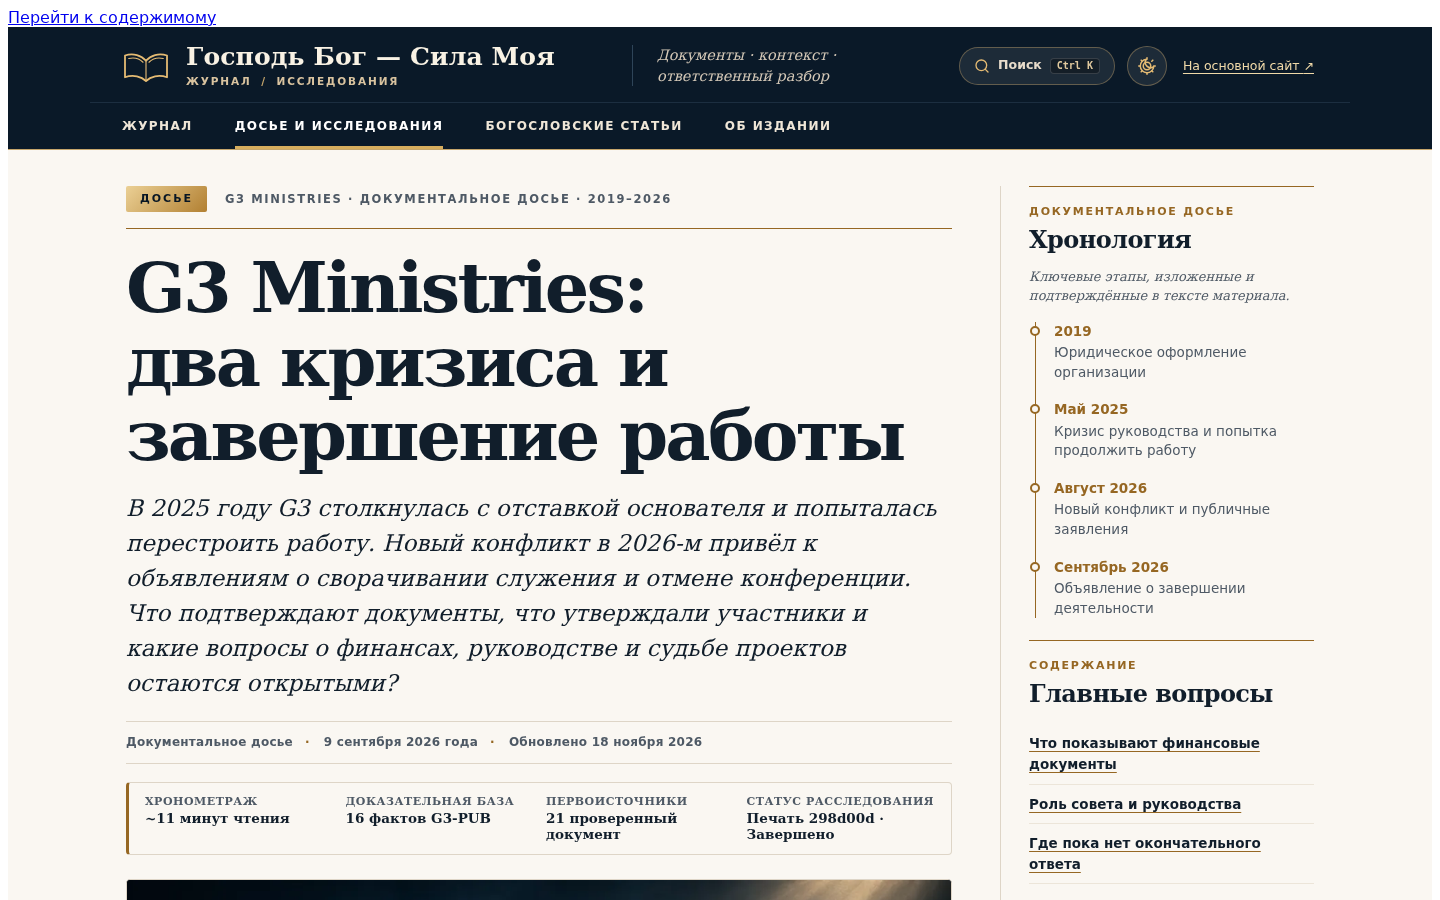 Перейти к содержимому
Господь Бог — Сила Моя
ЖУРНАЛ / ИССЛЕДОВАНИЯ
Документы · контекст ·
ответственный разбор
Поиск Ctrl K
На основной сайт ↗
ЖУРНАЛ ДОСЬЕ И ИССЛЕДОВАНИЯ БОГОСЛОВСКИЕ СТАТЬИ ОБ ИЗДАНИИ
ДОСЬЕ G3 MINISTRIES · ДОКУМЕНТАЛЬНОЕ ДОСЬЕ · 2019–2026
G3 Ministries:
два кризиса и
завершение работы
В 2025 году G3 столкнулась с отставкой основателя и попыталась
перестроить работу. Новый конфликт в 2026-м привёл к
объявлениям о сворачивании служения и отмене конференции.
Что подтверждают документы, что утверждали участники и
какие вопросы о финансах, руководстве и судьбе проектов
остаются открытыми?
Документальное досье · 9 сентября 2026 года · Обновлено 18 ноября 2026
ХРОНОМЕТРАЖ
~11 минут чтения
ДОКАЗАТЕЛЬНАЯ БАЗА
16 фактов G3-PUB
ПЕРВОИСТОЧНИКИ
21 проверенный
документ
СТАТУС РАССЛЕДОВАНИЯ
Печать 298d00d ·
Завершено
ДОКУМЕНТАЛЬНОЕ ДОСЬЕ
Хронология
Ключевые этапы, изложенные и
подтверждённые в тексте материала.
2019
Юридическое оформление
организации
Май 2025
Кризис руководства и попытка
продолжить работу
Август 2026
Новый конфликт и публичные
заявления
Сентябрь 2026
Объявление о завершении
деятельности
СОДЕРЖАНИЕ
Главные вопросы
Что показывают финансовые
документы
Роль совета и руководства
Где пока нет окончательного
ответа